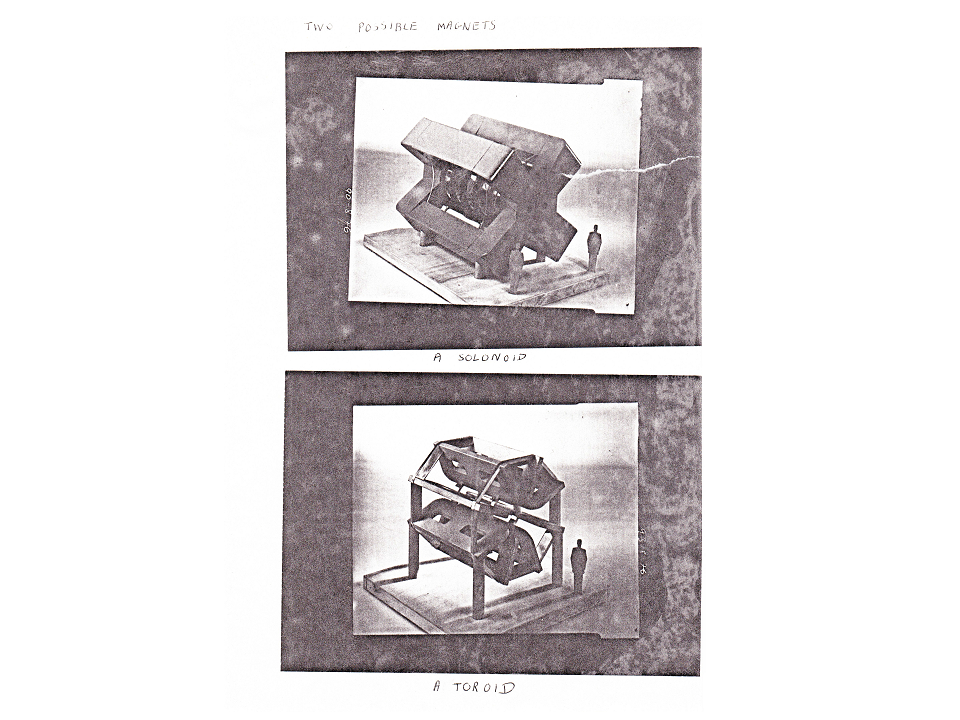 TWO POSSIBLE MAGNETS
A SOLONOID
A TOROID